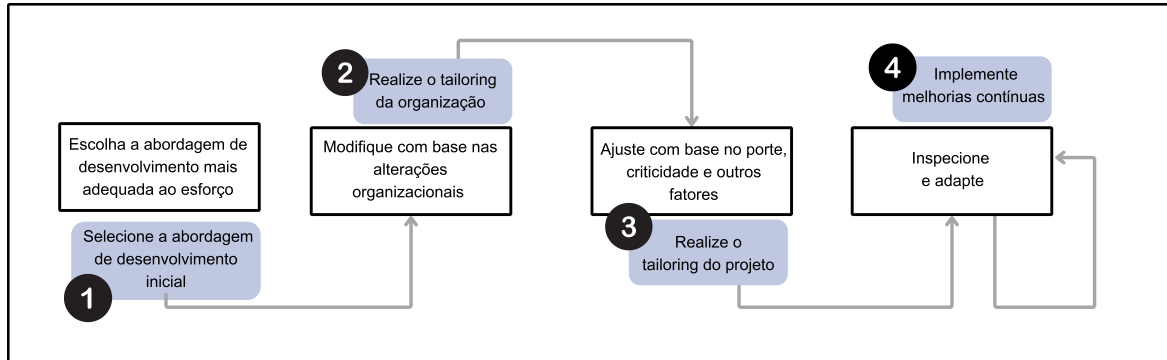 Escolha a abordagem de
desenvolvimento mais
adequada ao esforço
1
Selecione a abordagem
de desenvolvimento
inicial
2
Realize o tailoring
da organização
Modifique com base nas
alterações
organizacionais
Ajuste com base no porte,
criticidade e outros
fatores
3
Realize o
tailoring do projeto
4
Implemente
melhorias contínuas
Inspecione
e adapte